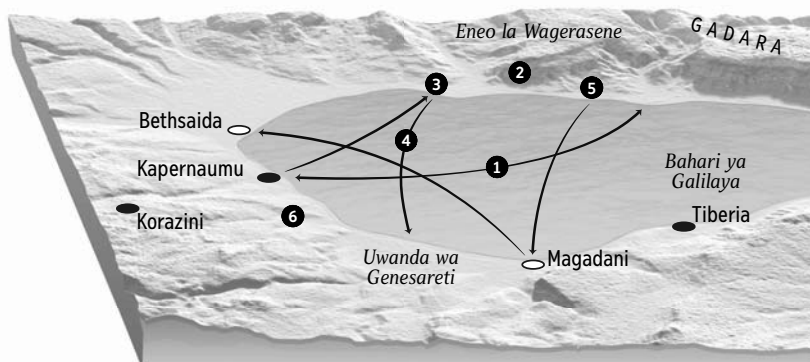 Eneo la Wagerasene
GADARA
2
3
5
Bethsaida
4
Kapernaumu
1
Bahari ya
Galilaya
Korazini
6
Tiberia
Uwanda wa
Genesareti
Magadani